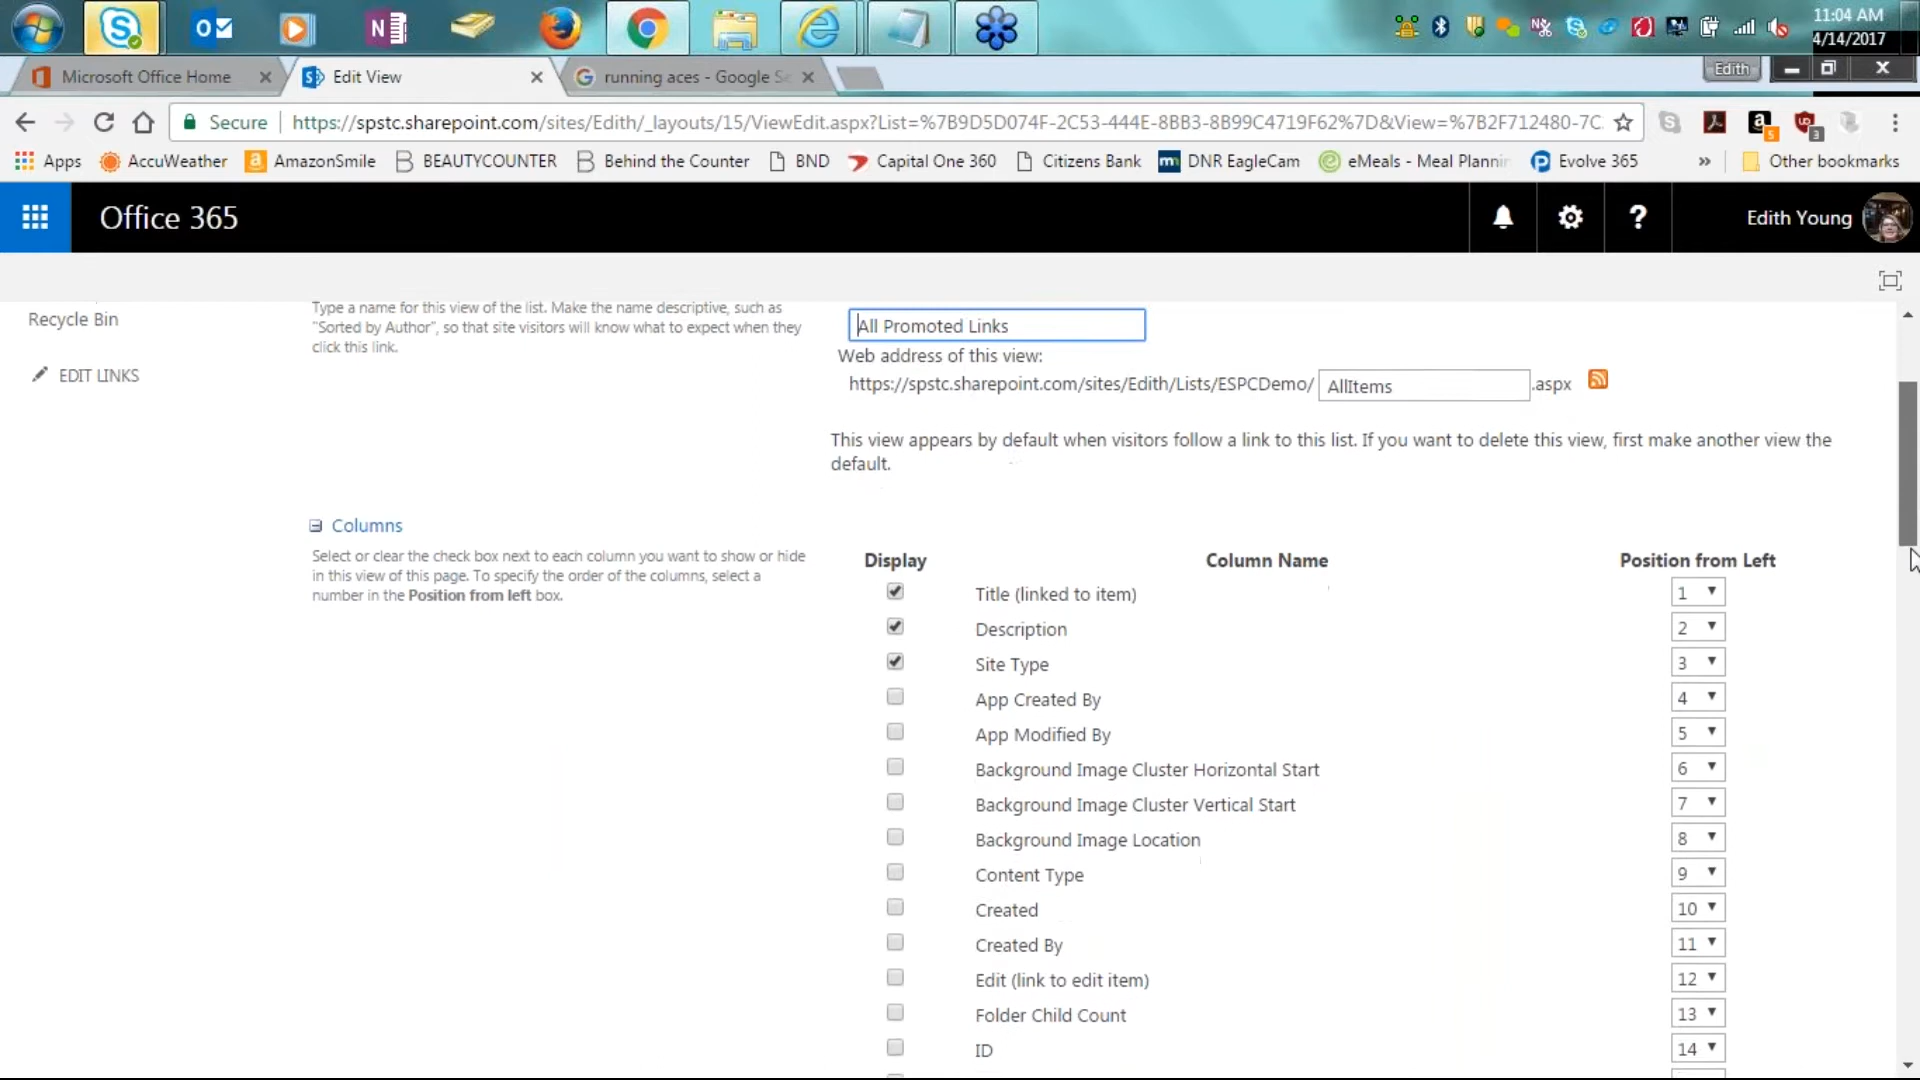 11:04 AM
4/14/2017
Microsoft Office Home
Edit View
running aces - Google Se
Edith
Secure
https://spstc.sharepoint.com/sites/Edith/_layouts/15/ViewEdit.aspx?List=%7B9D5D074F-2C53-444E-8BB3-8B99C4719F62%7D&View=%7B2F712480-7C
5
3
Apps
AccuWeather
AmazonSmile
BEAUTYCOUNTER
Behind the Counter
BND
Capital One 360
Citizens Bank
DNR EagleCam
eMeals - Meal Plannin
Evolve 365
»
Other bookmarks
Office 365
?
Edith Young
Recycle Bin
EDIT LINKS
Type a name for this view of the list. Make the name descriptive, such as
"Sorted by Author", so that site visitors will know what to expect when they
click this link.
All Promoted Links
Web address of this view:
https://spstc.sharepoint.com/sites/Edith/Lists/ESPCDemo/ AllItems .aspx
This view appears by default when visitors follow a link to this list. If you want to delete this view, first make another view the
default.
Columns
Select or clear the check box next to each column you want to show or hide
in this view of this page. To specify the order of the columns, select a
number in the Position from left box.
Display Column Name Position from Left
Title (linked to item) 1
Description 2
Site Type 3
App Created By 4
App Modified By 5
Background Image Cluster Horizontal Start 6
Background Image Cluster Vertical Start 7
Background Image Location 8
Content Type 9
Created 10
Created By 11
Edit (link to edit item) 12
Folder Child Count 13
ID 14